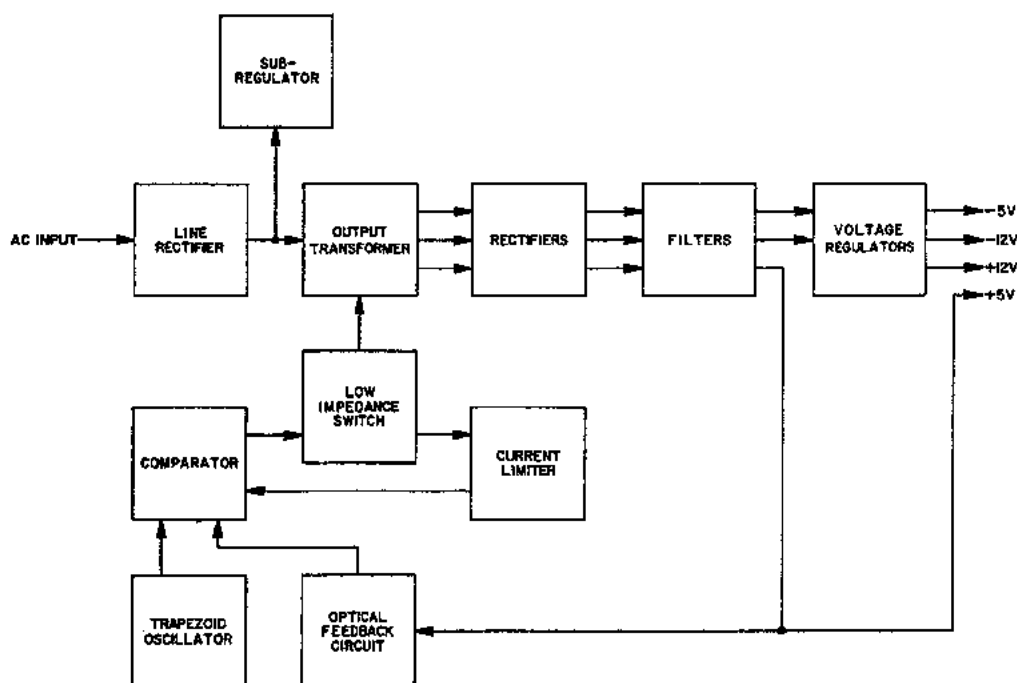 SUB-
REGULATOR
AC INPUT
LINE
RECTIFIER
OUTPUT
TRANSFORMER
RECTIFIERS
FILTERS
VOLTAGE
REGULATORS
-5V
-12V
+12V
+5V
LOW
IMPEDANCE
SWITCH
COMPARATOR
CURRENT
LIMITER
TRAPEZOID
OSCILLATOR
OPTICAL
FEEDBACK
CIRCUIT